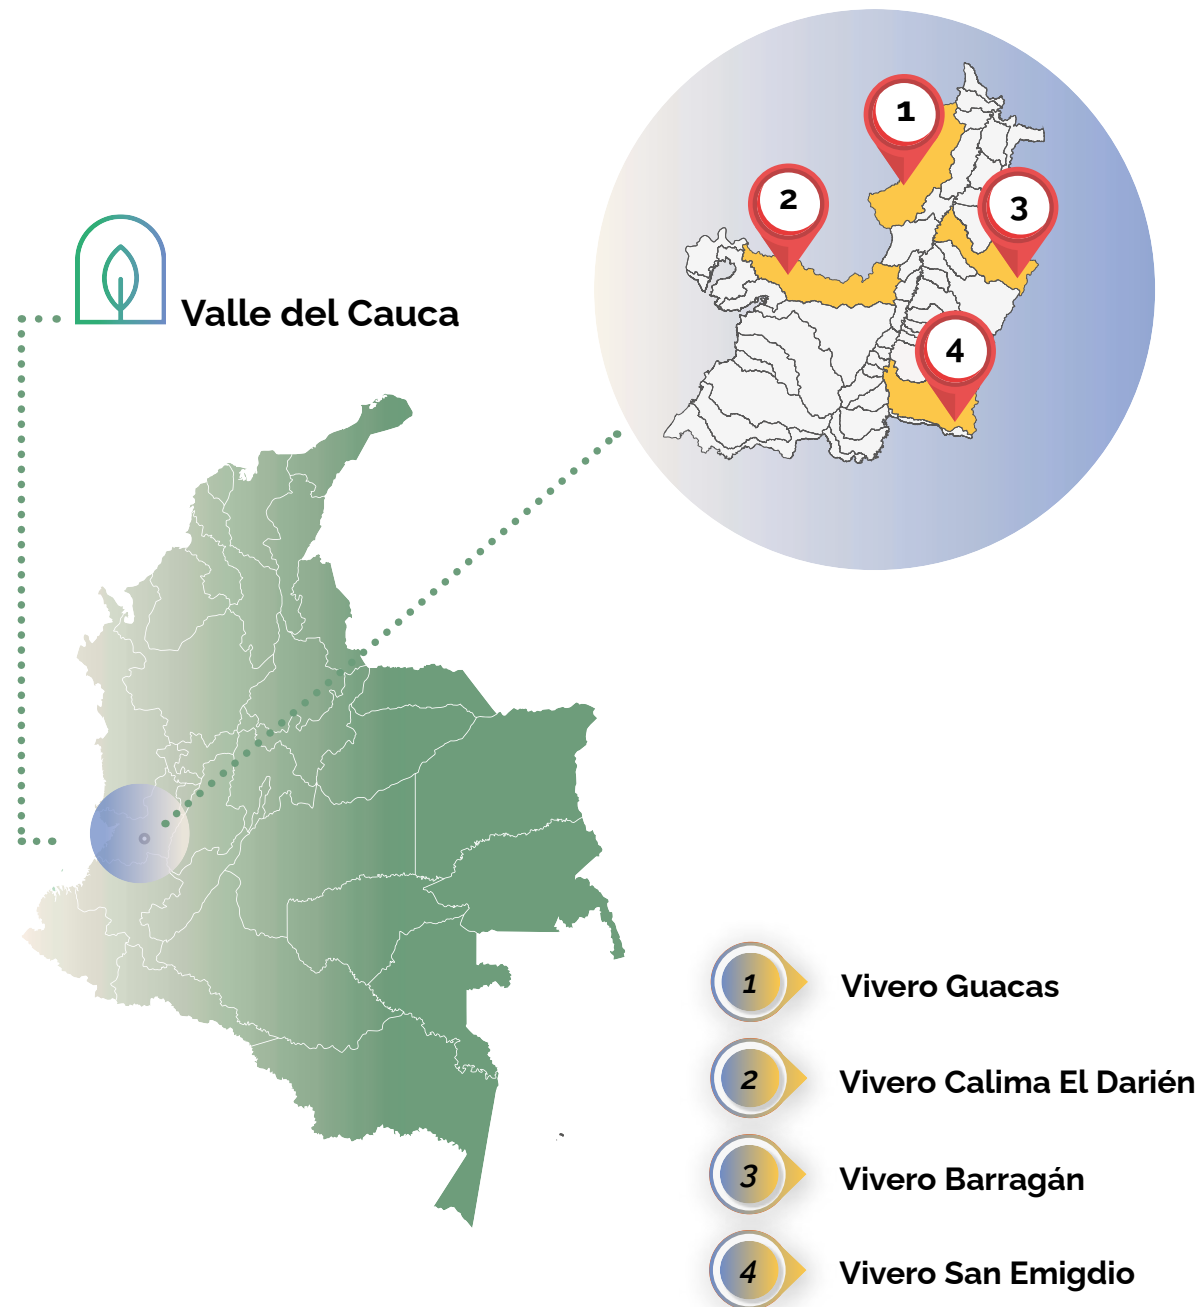 1
2
3
4
Valle del Cauca
1 Vivero Guacas
2 Vivero Calima El Darién
3 Vivero Barragán
4 Vivero San Emigdio